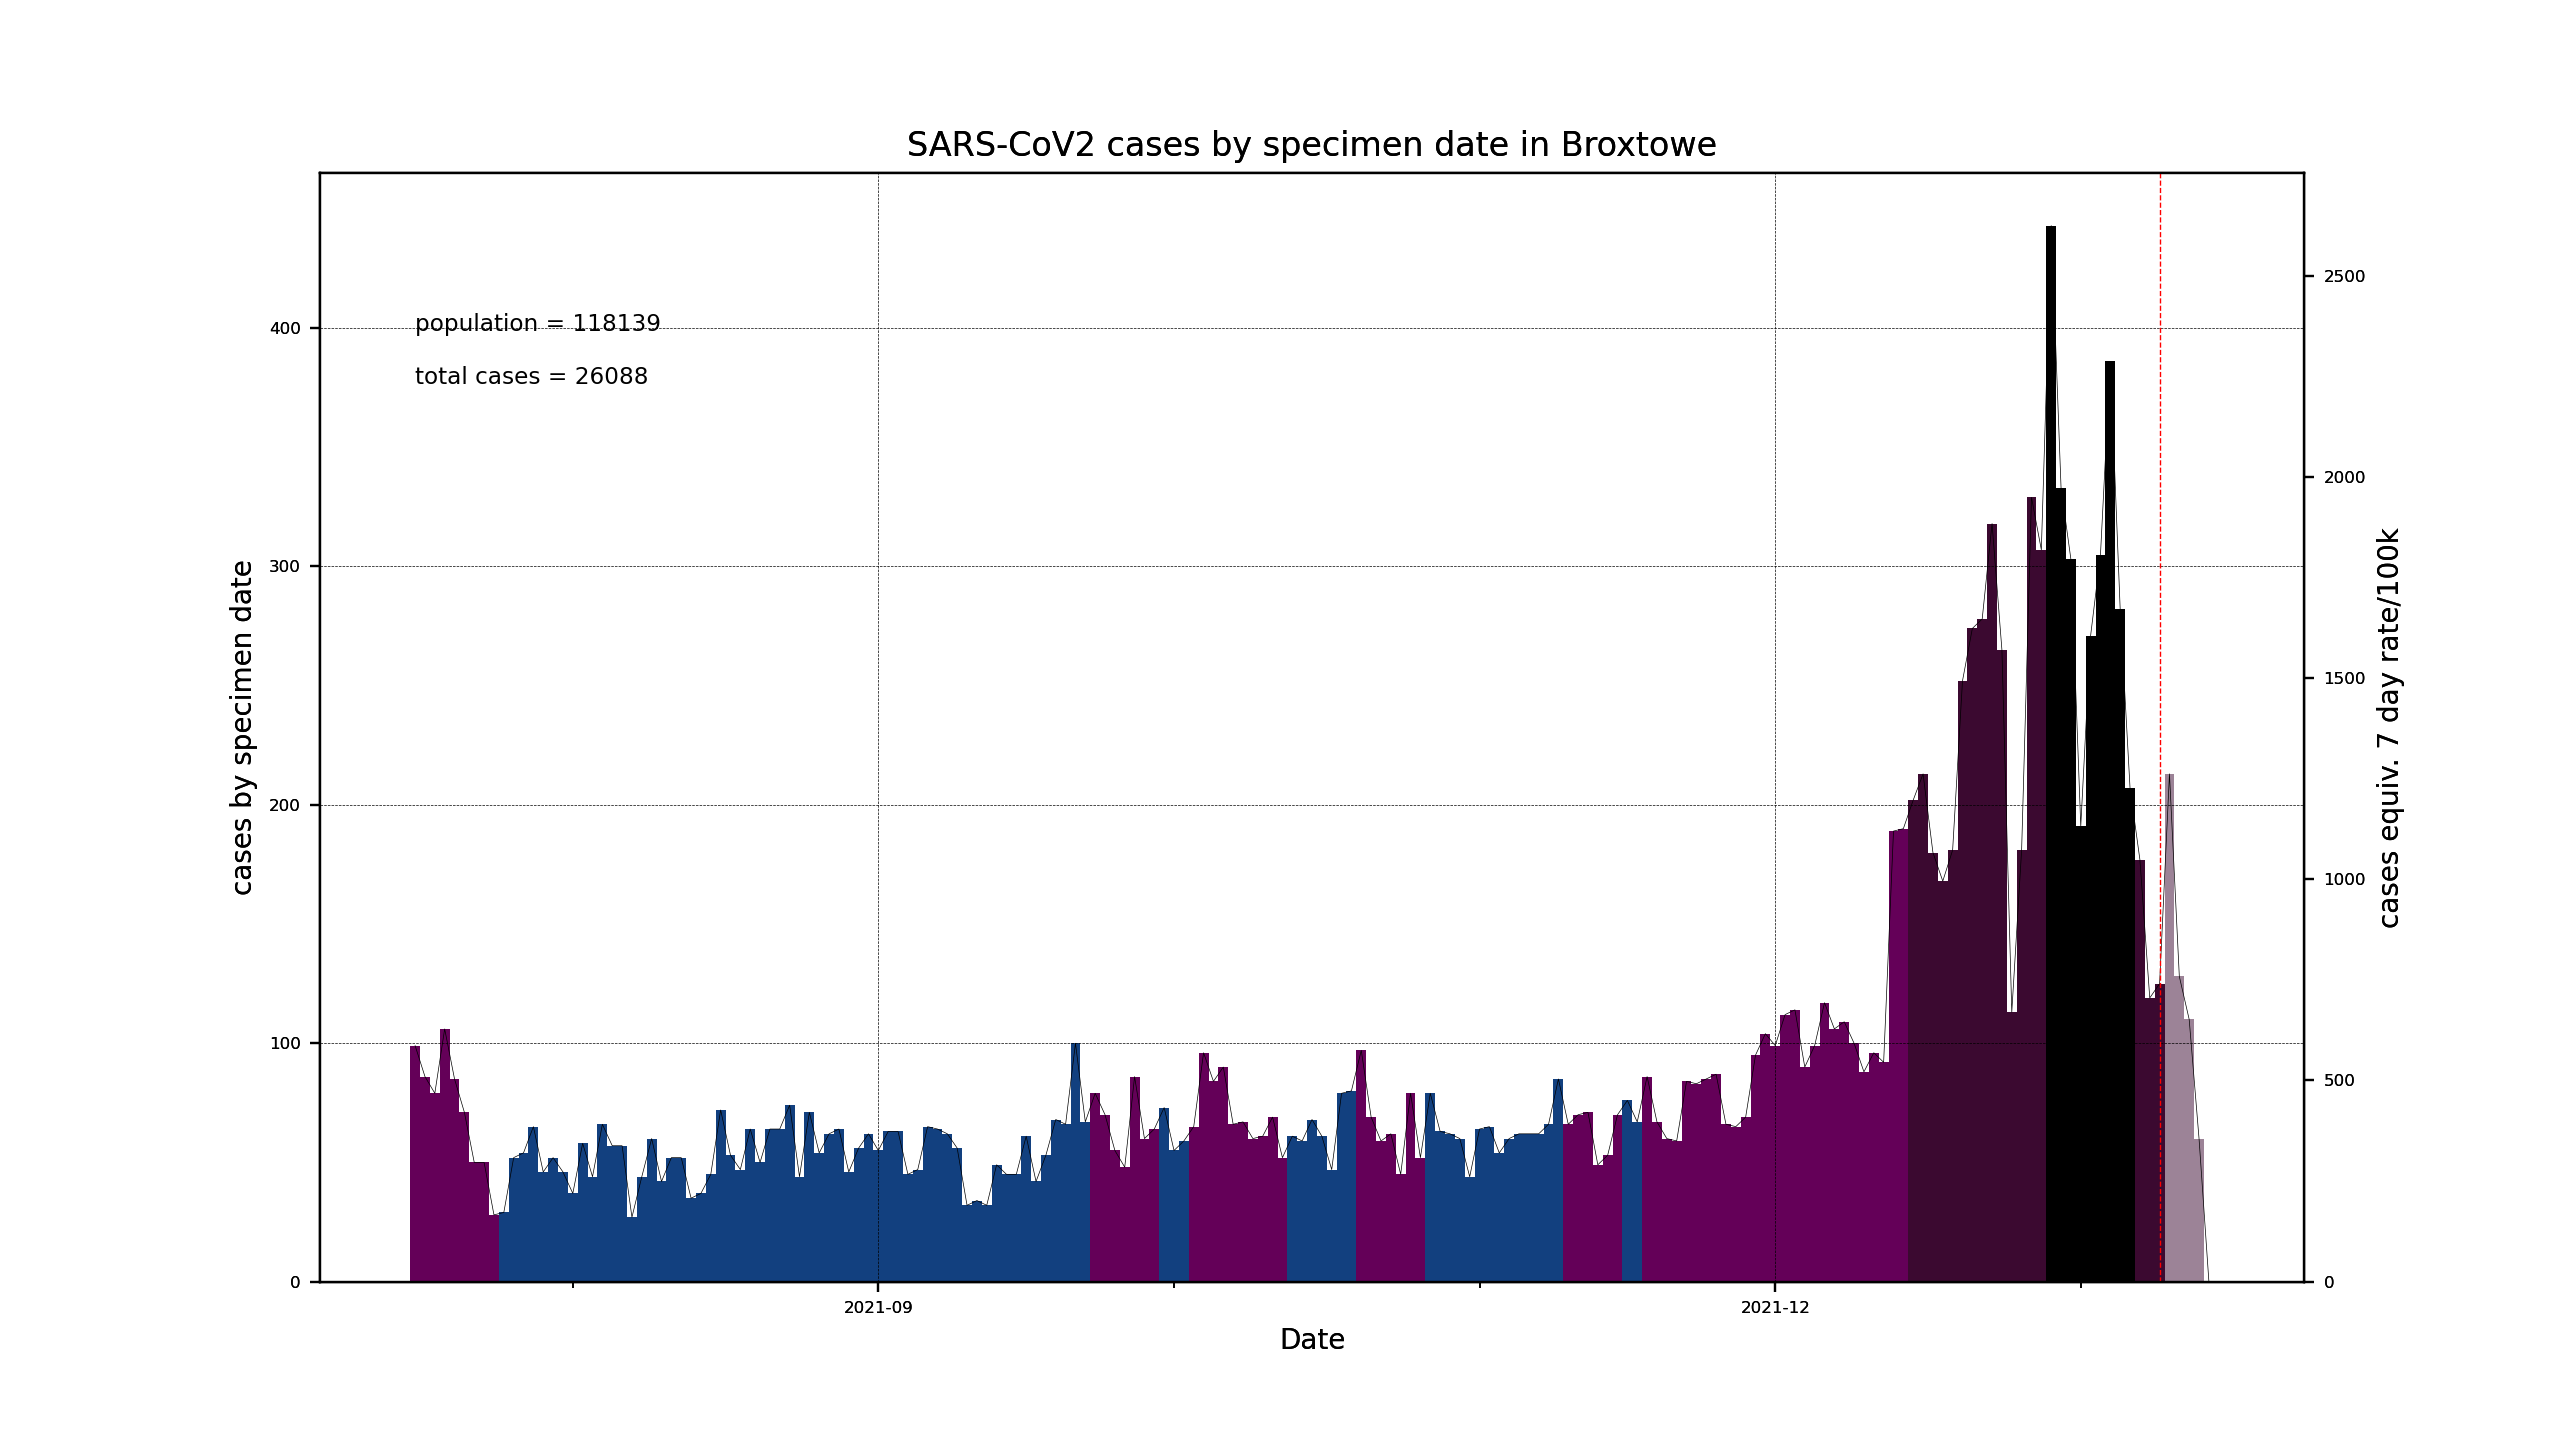 SARS-CoV2 cases by specimen date in Broxtowe
population = 118139
total cases = 26088
cases by specimen date
400
300
200
100
0
2500
2000
1500
1000
500
0
cases equiv. 7 day rate/100k
2021-09
2021-12
Date